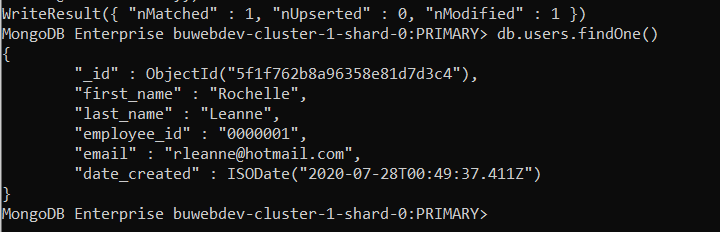 WriteResult({ "nMatched" : 1, "nUpserted" : 0, "nModified" : 1 })
MongoDB Enterprise buwebdev-cluster-1-shard-0:PRIMARY> db.users.findOne()
{
        "_id" : ObjectId("5f1f762b8a96358e81d7d3c4"),
        "first_name" : "Rochelle",
        "last_name" : "Leanne",
        "employee_id" : "0000001",
        "email" : "rleanne@hotmail.com",
        "date_created" : ISODate("2020-07-28T00:49:37.411Z")
}
MongoDB Enterprise buwebdev-cluster-1-shard-0:PRIMARY>